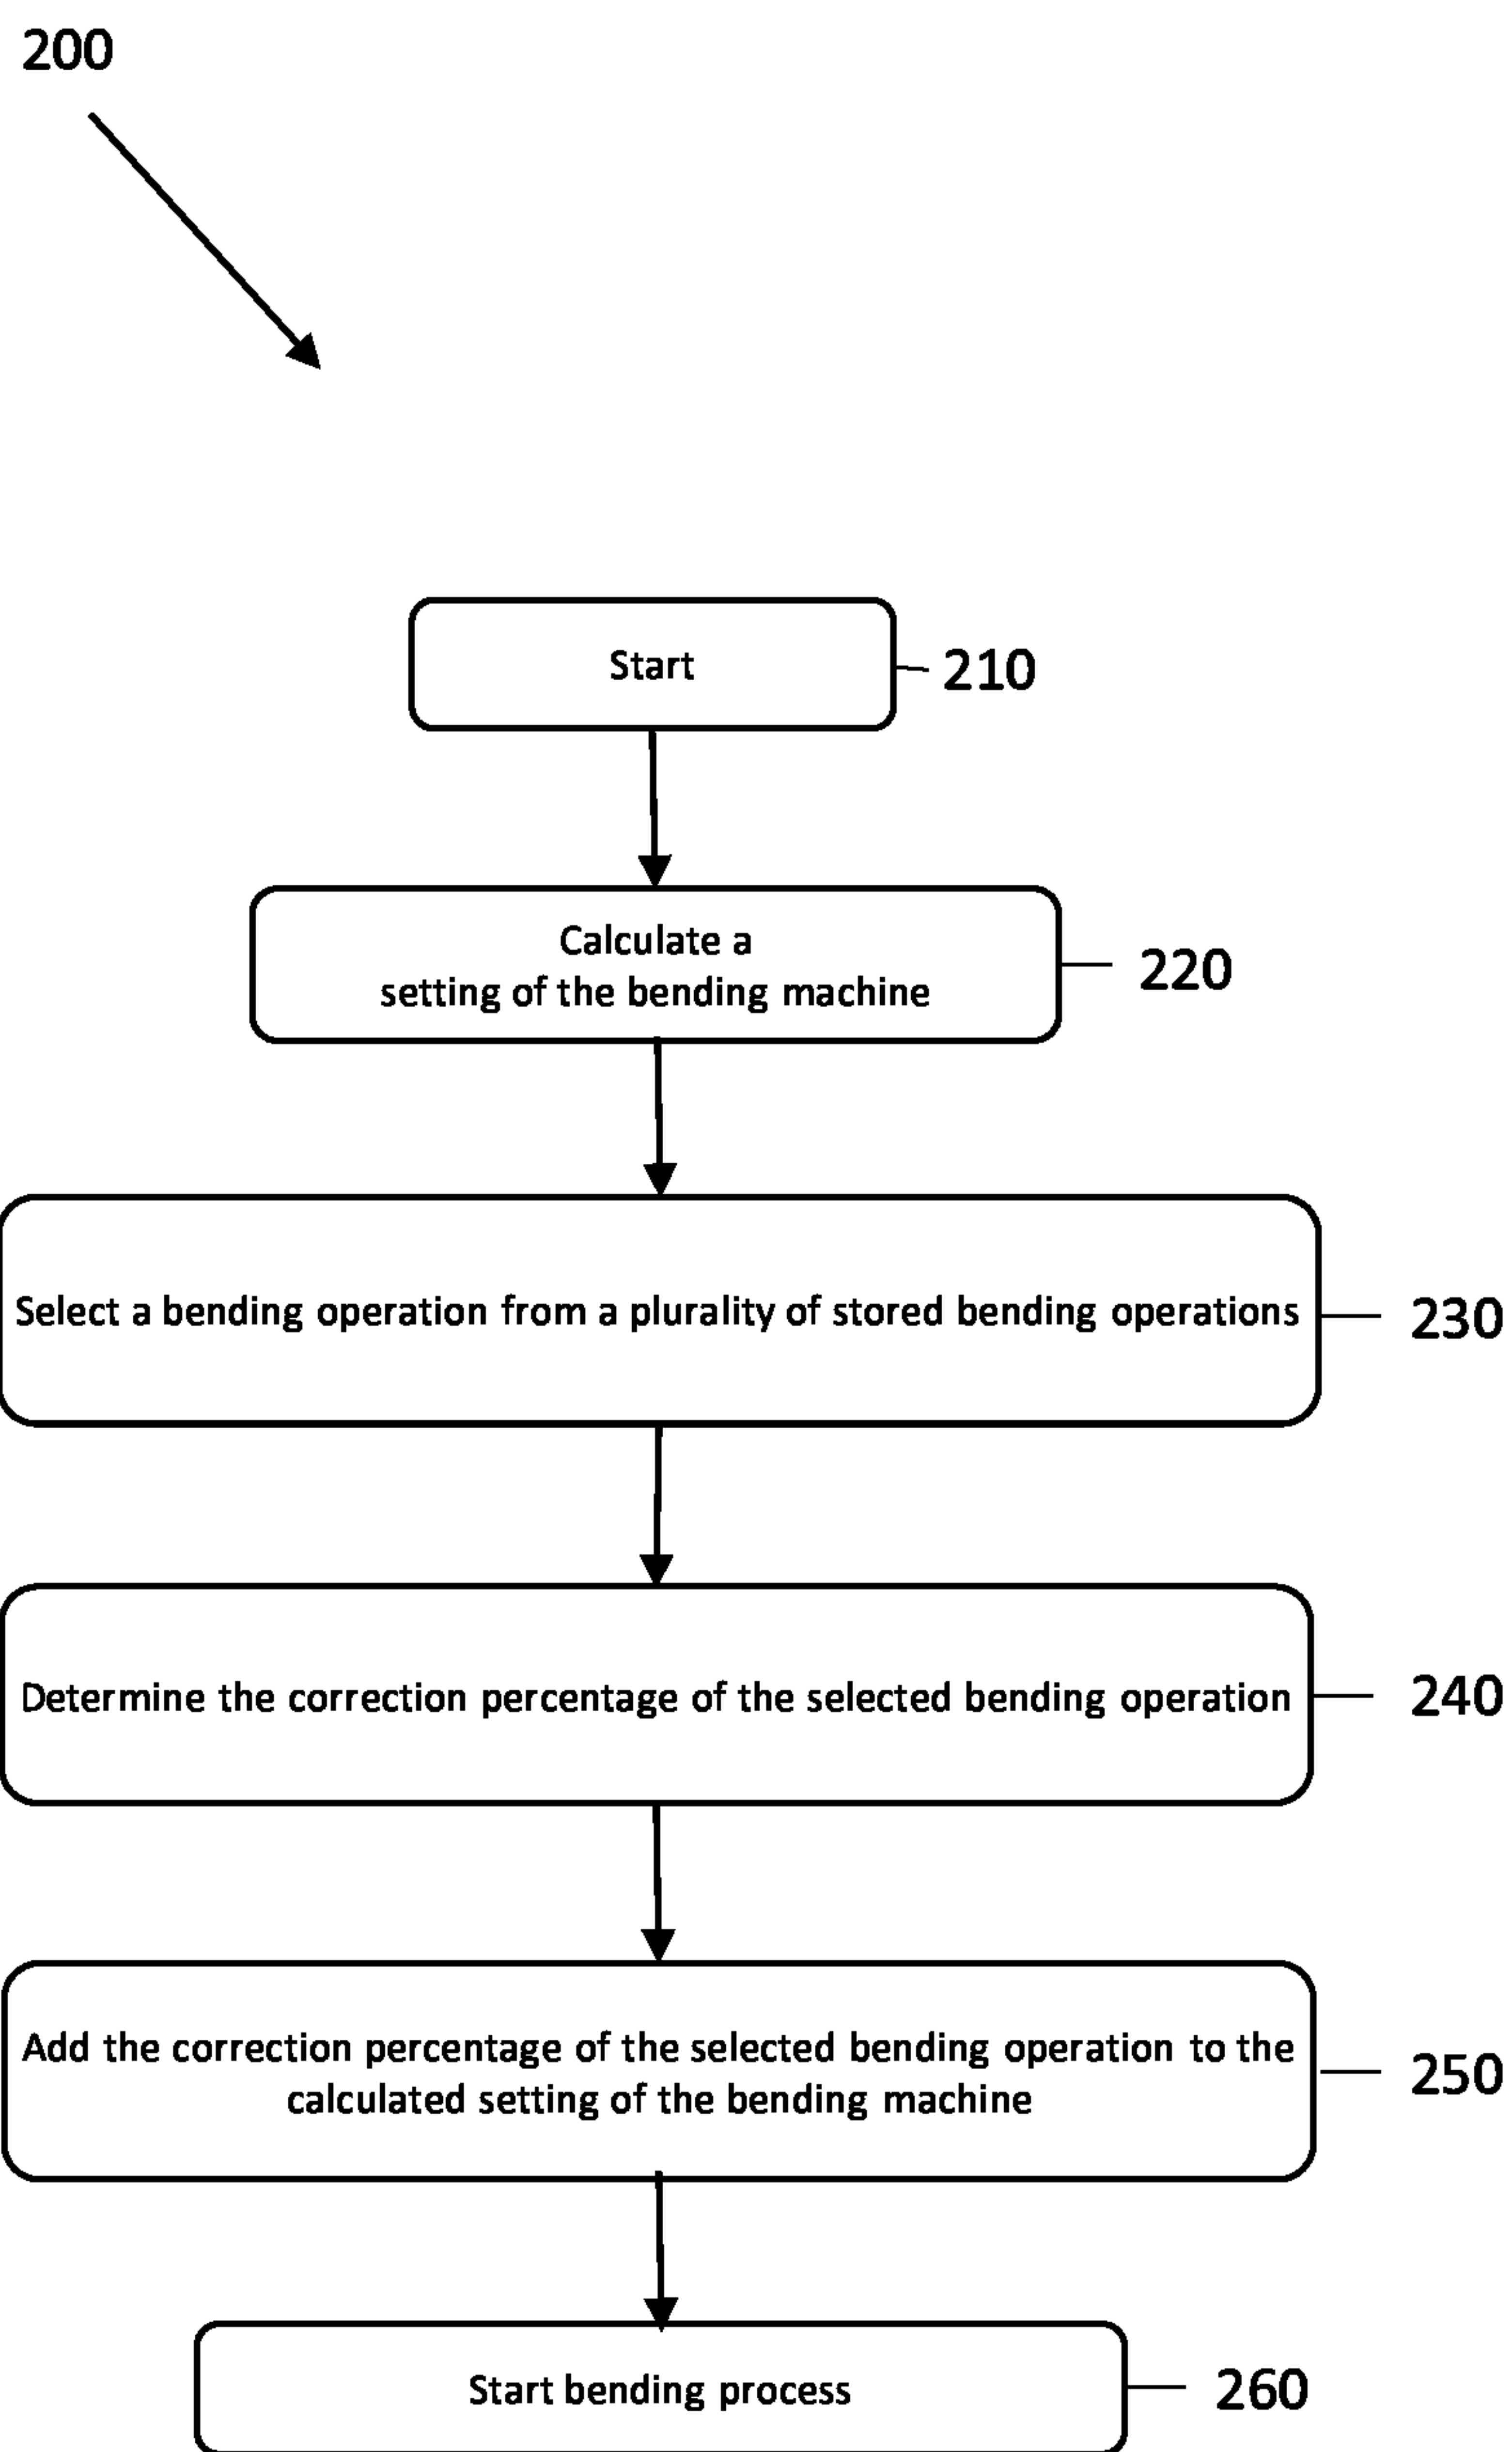 200
Start
210
Calculate a
setting of the bending machine
220
Select a bending operation from a plurality of stored bending operations
230
Determine the correction percentage of the selected bending operation
240
Add the correction percentage of the selected bending operation to the
calculated setting of the bending machine
250
Start bending process
260